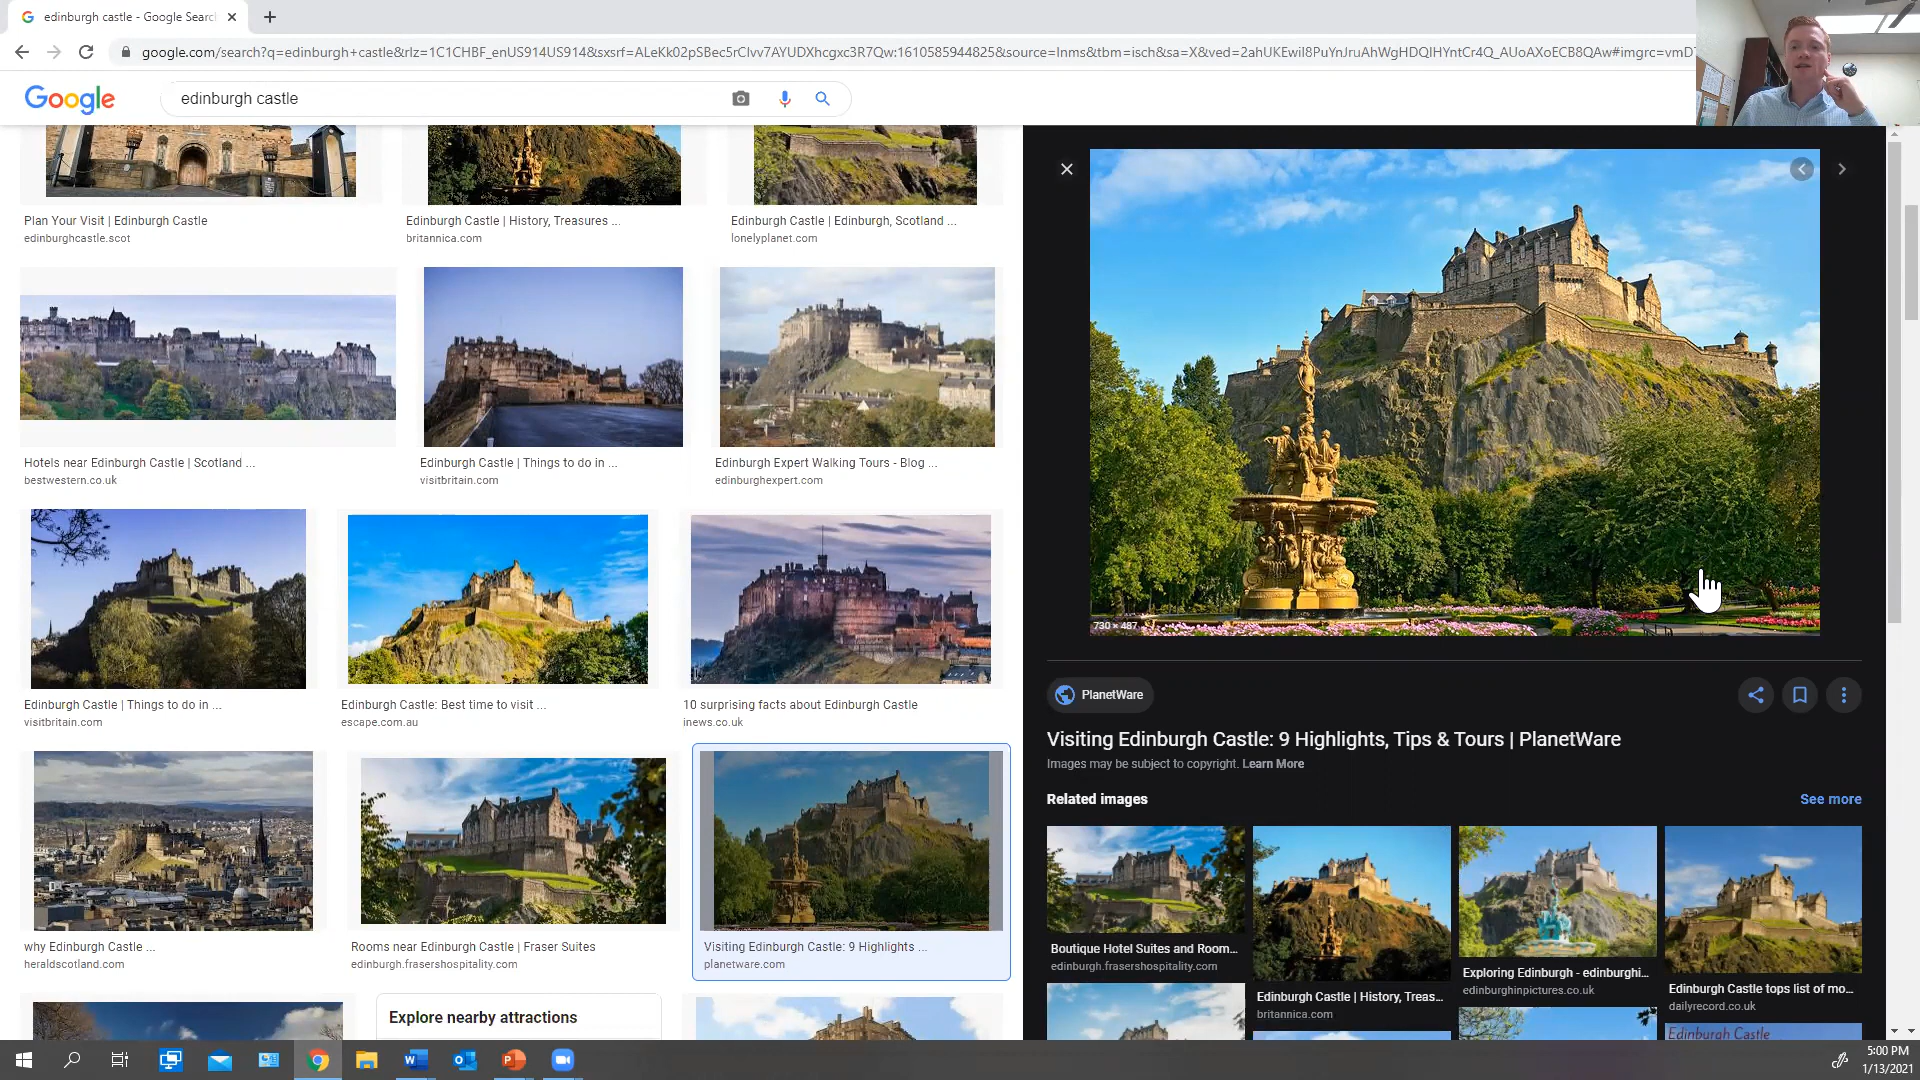 edinburgh castle - Google Searc
google.com/search?q=edinburgh+castle&rlz=1C1CHBF_enUS914US914&sxsrf=ALeKk02pSBec5rClvv7AYUDXhcgxc3R7Qw:1610585944825&source=lnms&tbm=isch&sa=X&ved=2ahUKEwil8PuYnJruAhWgHDQIHYntCr4Q_AUoAXoECB8QAw#imgrc=vmD
Google
edinburgh castle
Plan Your Visit | Edinburgh Castle
edinburghcastle.scot
Edinburgh Castle | History, Treasures ...
britannica.com
Edinburgh Castle | Edinburgh, Scotland ...
lonelyplanet.com
Hotels near Edinburgh Castle | Scotland ...
bestwestern.co.uk
Edinburgh Castle | Things to do in ...
visitbritain.com
Edinburgh Expert Walking Tours - Blog ...
edinburghexpert.com
Edinburgh Castle | Things to do in ...
visitbritain.com
Edinburgh Castle: Best time to visit ...
escape.com.au
10 surprising facts about Edinburgh Castle
inews.co.uk
why Edinburgh Castle ...
heraldscotland.com
Rooms near Edinburgh Castle | Fraser Suites
edinburgh.frasershospitality.com
Visiting Edinburgh Castle: 9 Highlights ...
planetware.com
Explore nearby attractions
730 × 487
PlanetWare
Visiting Edinburgh Castle: 9 Highlights, Tips & Tours | PlanetWare
Images may be subject to copyright. Learn More
Related images
See more
Boutique Hotel Suites and Room...
edinburgh.frasershospitality.com
Edinburgh Castle | History, Treas...
britannica.com
Exploring Edinburgh - edinburghi...
edinburghinpictures.co.uk
Edinburgh Castle tops list of mo...
dailyrecord.co.uk
Edinburgh Castle
5:00 PM
1/13/2021